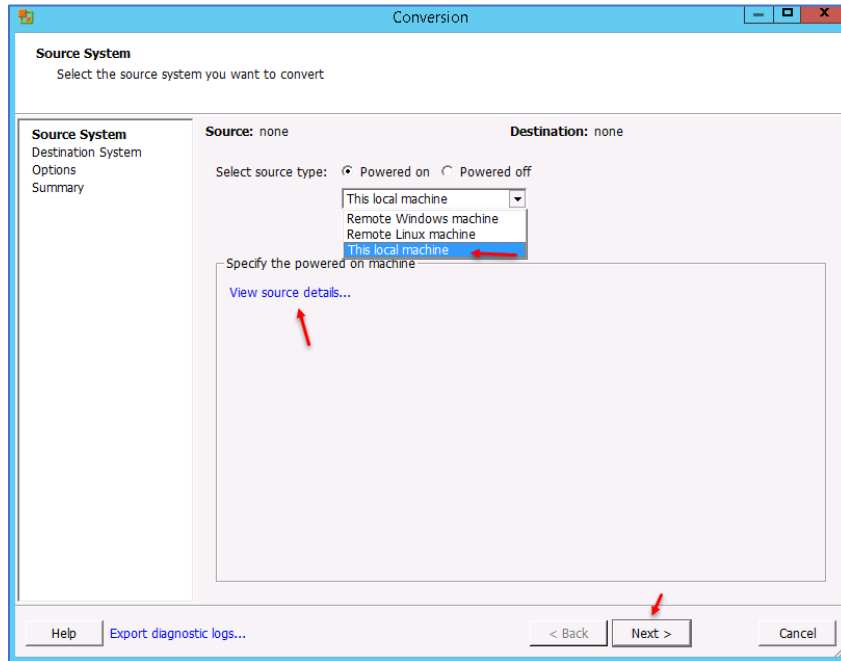 Conversion
Source System
Select the source system you want to convert
Source System
Destination System
Options
Summary
Source: none
Destination: none
Select source type: Powered on Powered off
This local machine
Remote Windows machine
Remote Linux machine
This local machine
Specify the powered on machine
View source details...
Help
Export diagnostic logs...
< Back
Next >
Cancel